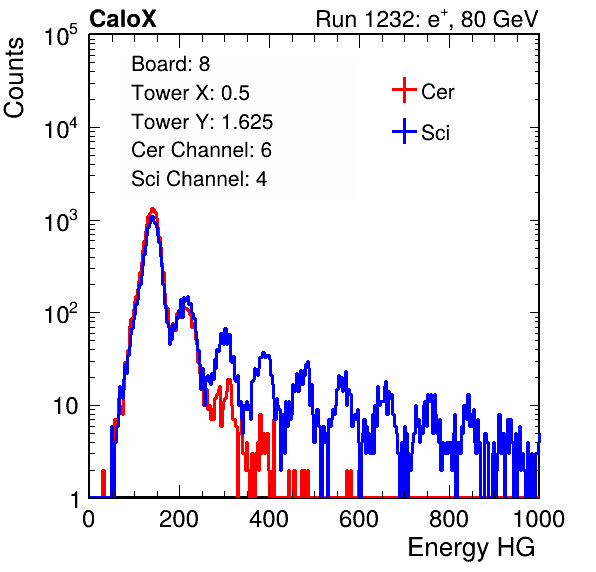 CaloX Run 1232: e⁺, 80 GeV
Counts
10⁵
10⁴
10³
10²
10
1
Board: 8
Tower X: 0.5
Tower Y: 1.625
Cer Channel: 6
Sci Channel: 4
Cer
Sci
0 200 400 600 800 1000
Energy HG